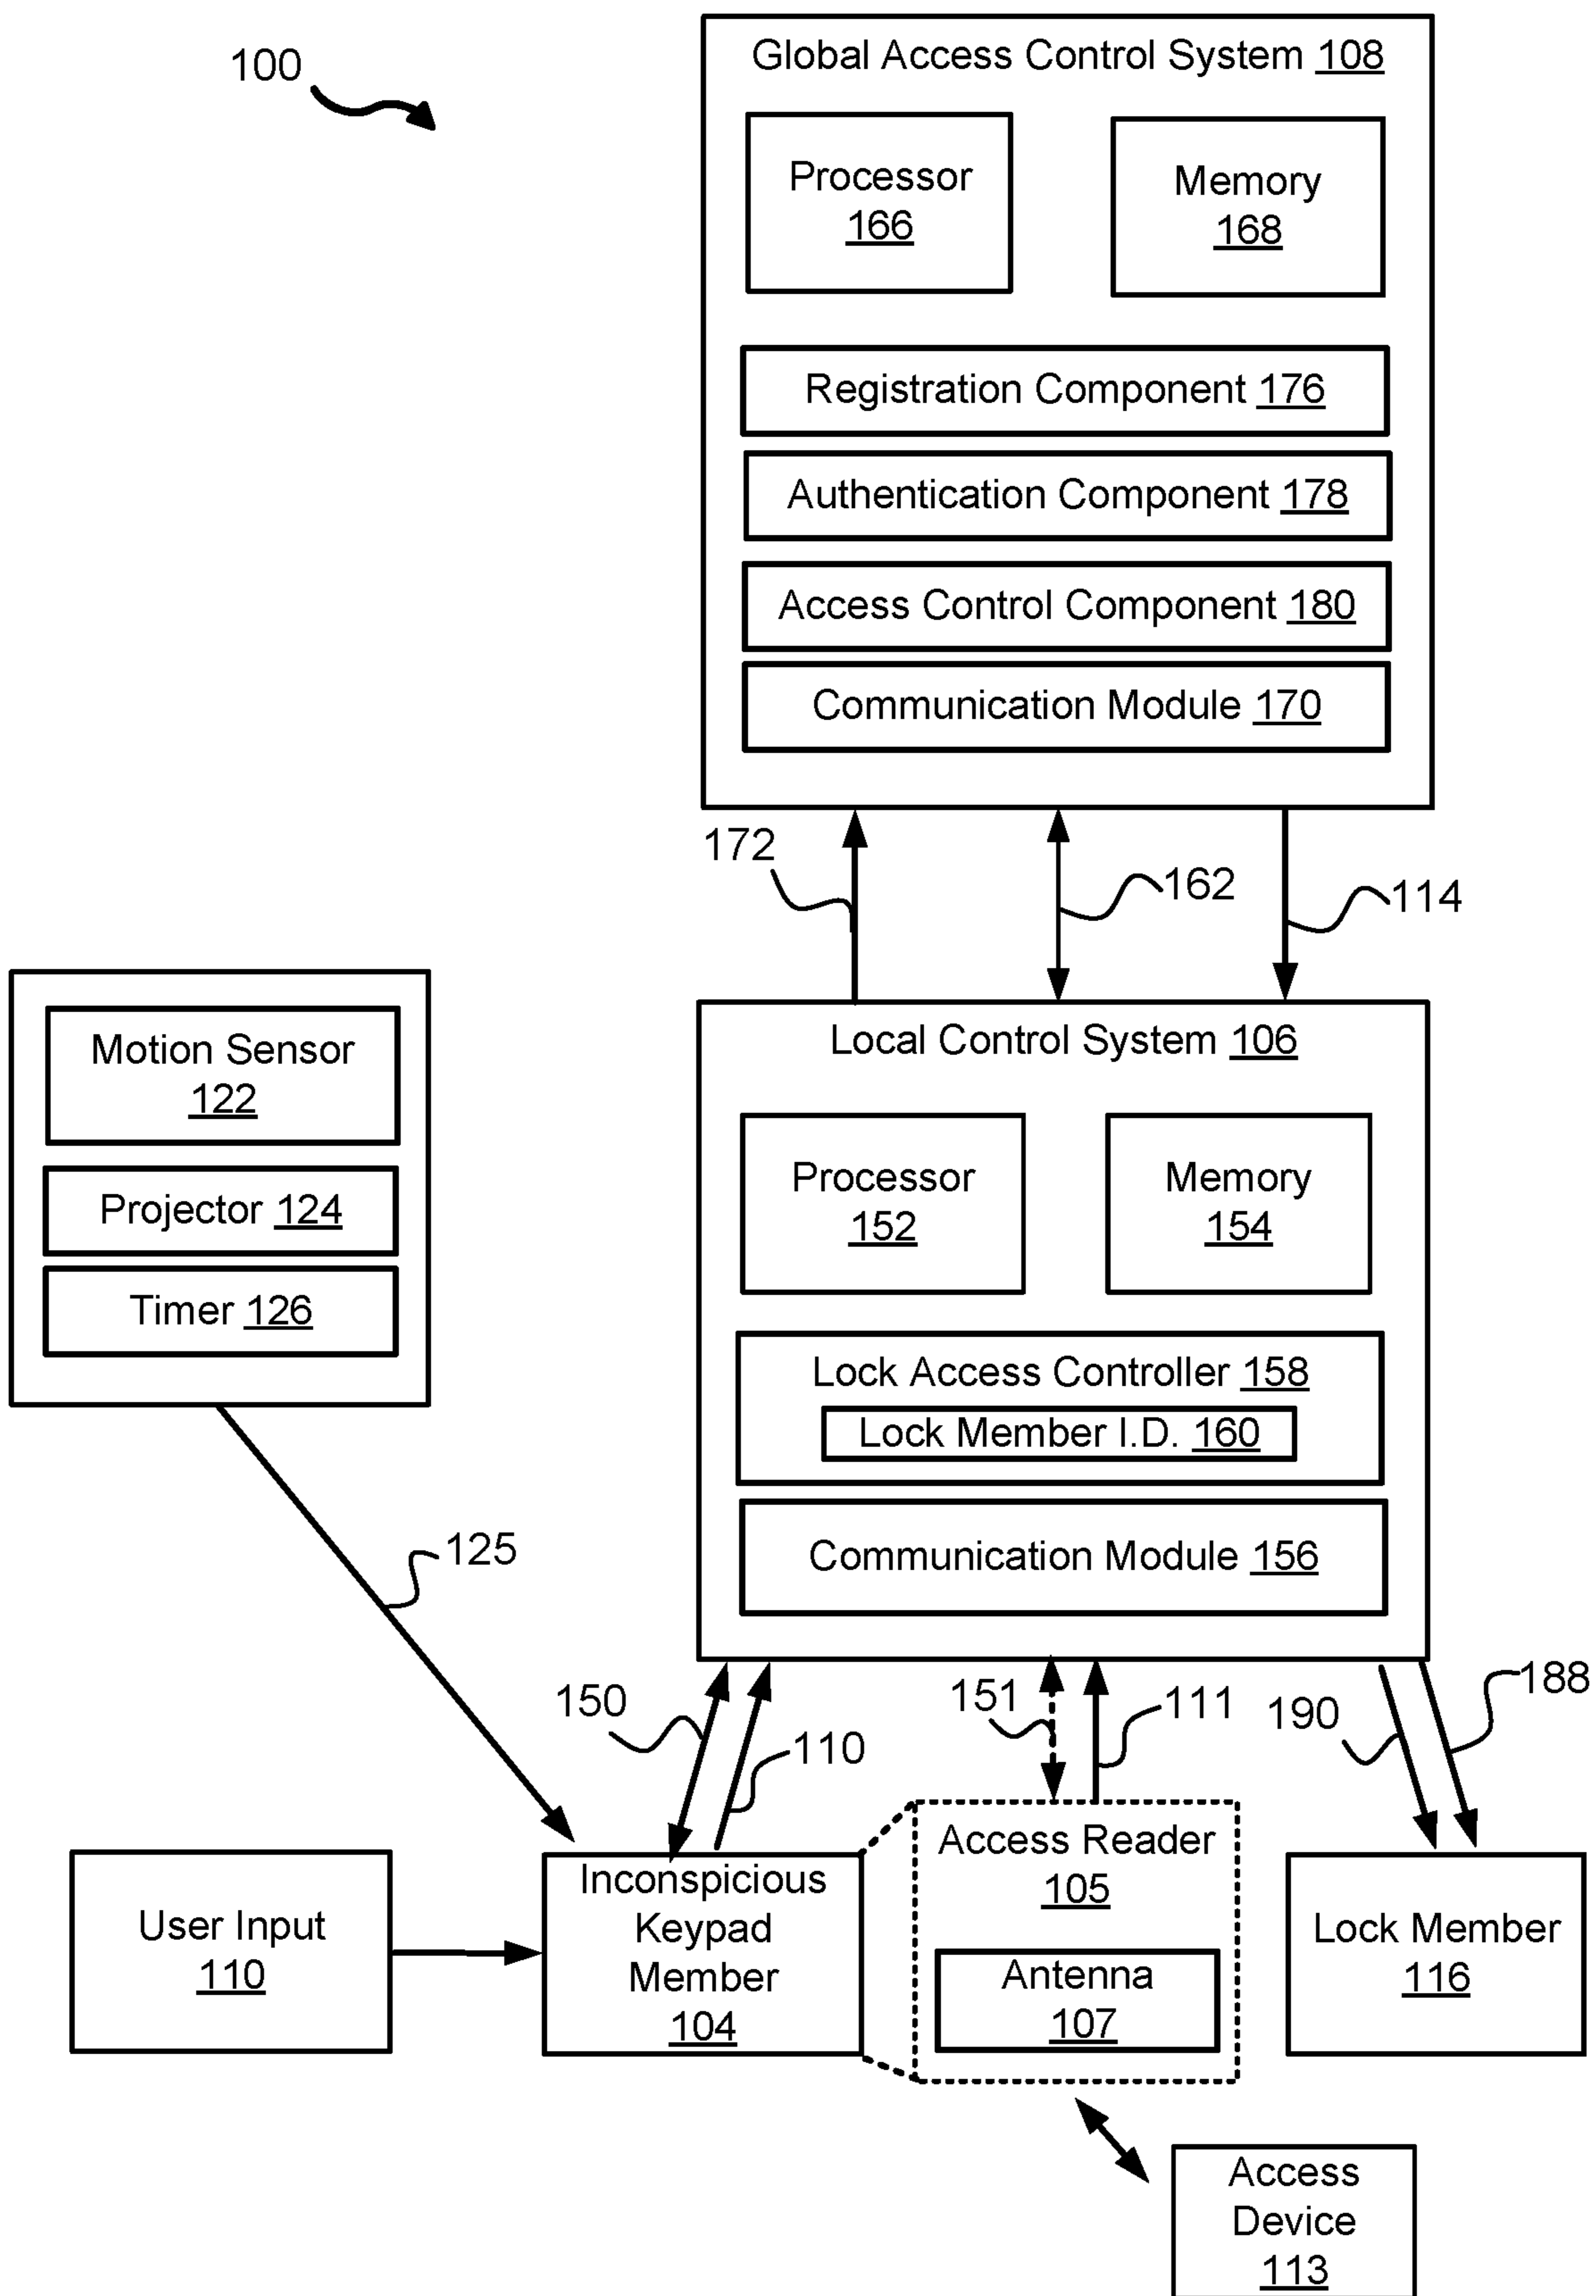 100
Global Access Control System 108
Processor
166
Memory
168
Registration Component 176
Authentication Component 178
Access Control Component 180
Communication Module 170
172
162
114
Motion Sensor
122
Projector 124
Timer 126
125
Local Control System 106
Processor
152
Memory
154
Lock Access Controller 158
Lock Member I.D. 160
Communication Module 156
150
110
151
111
190
188
User Input
110
Inconspicious
Keypad
Member
104
Access Reader
105
Antenna
107
Lock Member
116
Access
Device
113